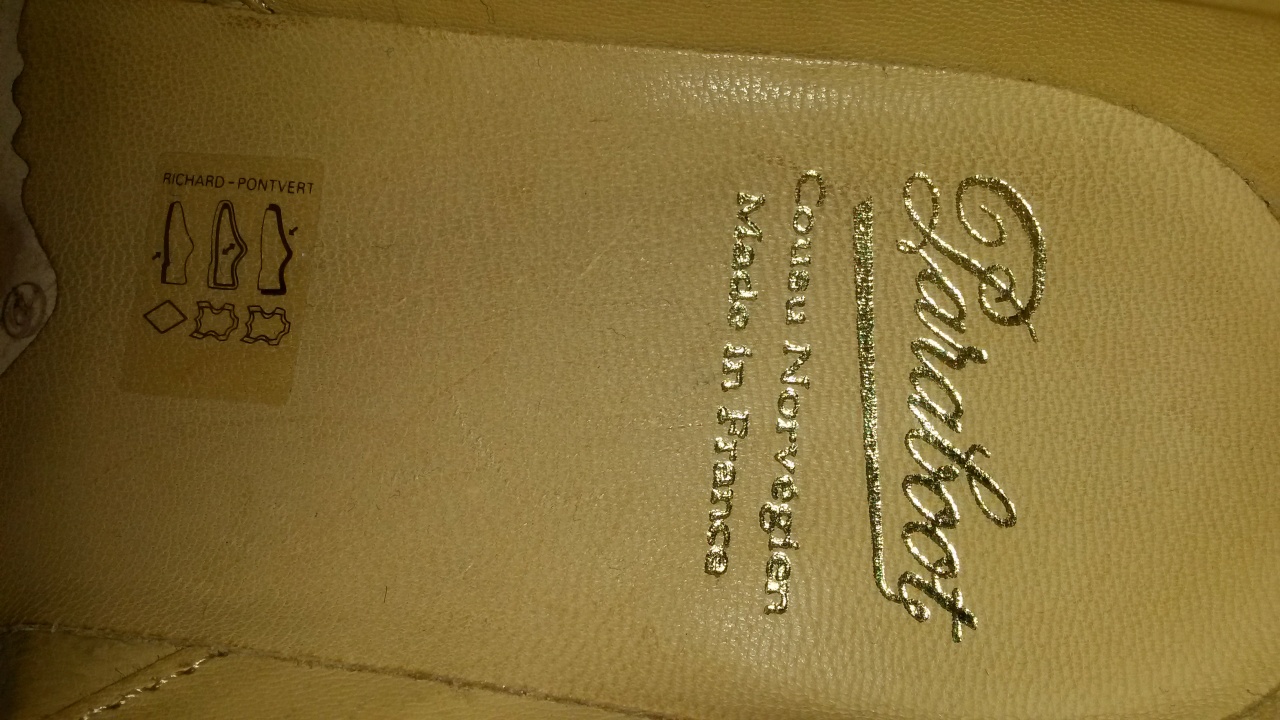 Paraboot
Cousu Norvegien
Made in France
RICHARD-PONTVERT